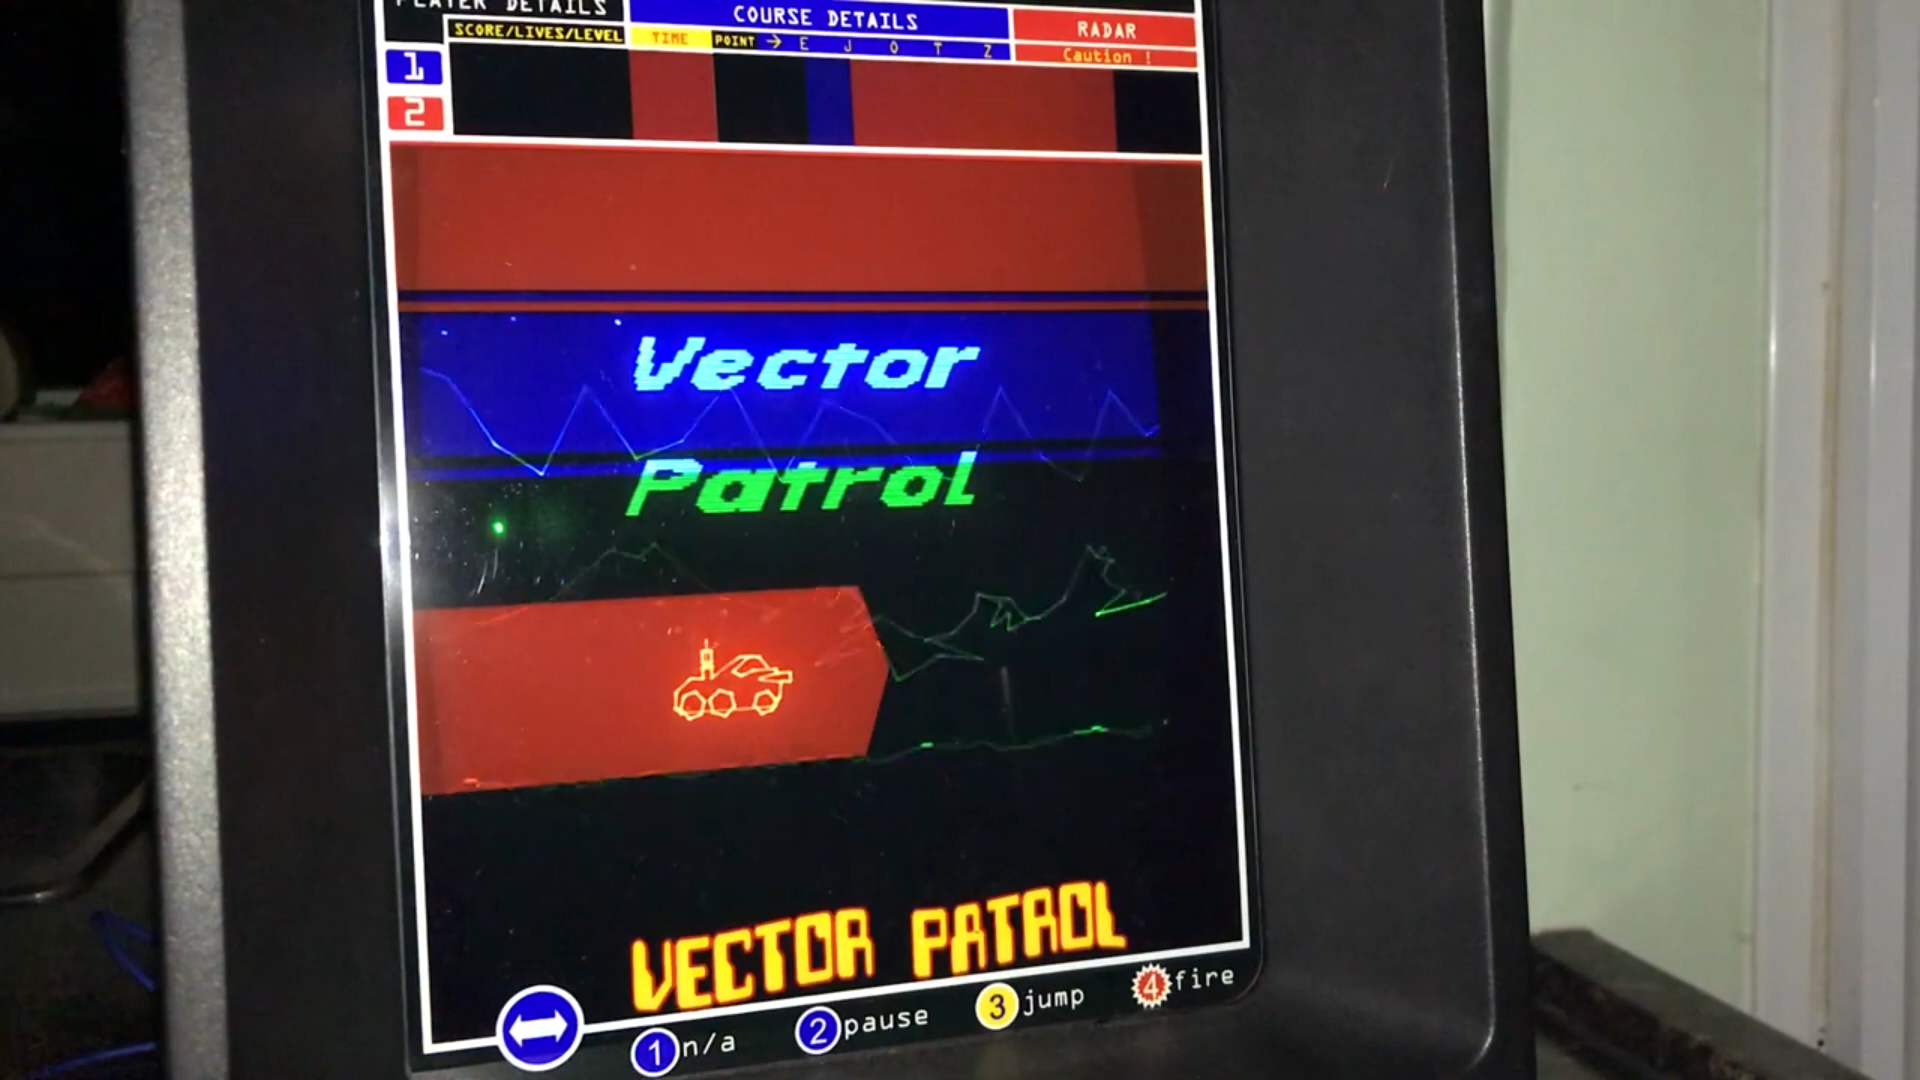 PLAYER DETAILS
COURSE DETAILS
RADAR
SCORE/LIVES/LEVEL
TIME
POINT → E J O T Z
Caution !
1
2
Vector
Patrol
VECTOR PATROL
1 n/a
2 pause
3 jump
4 fire